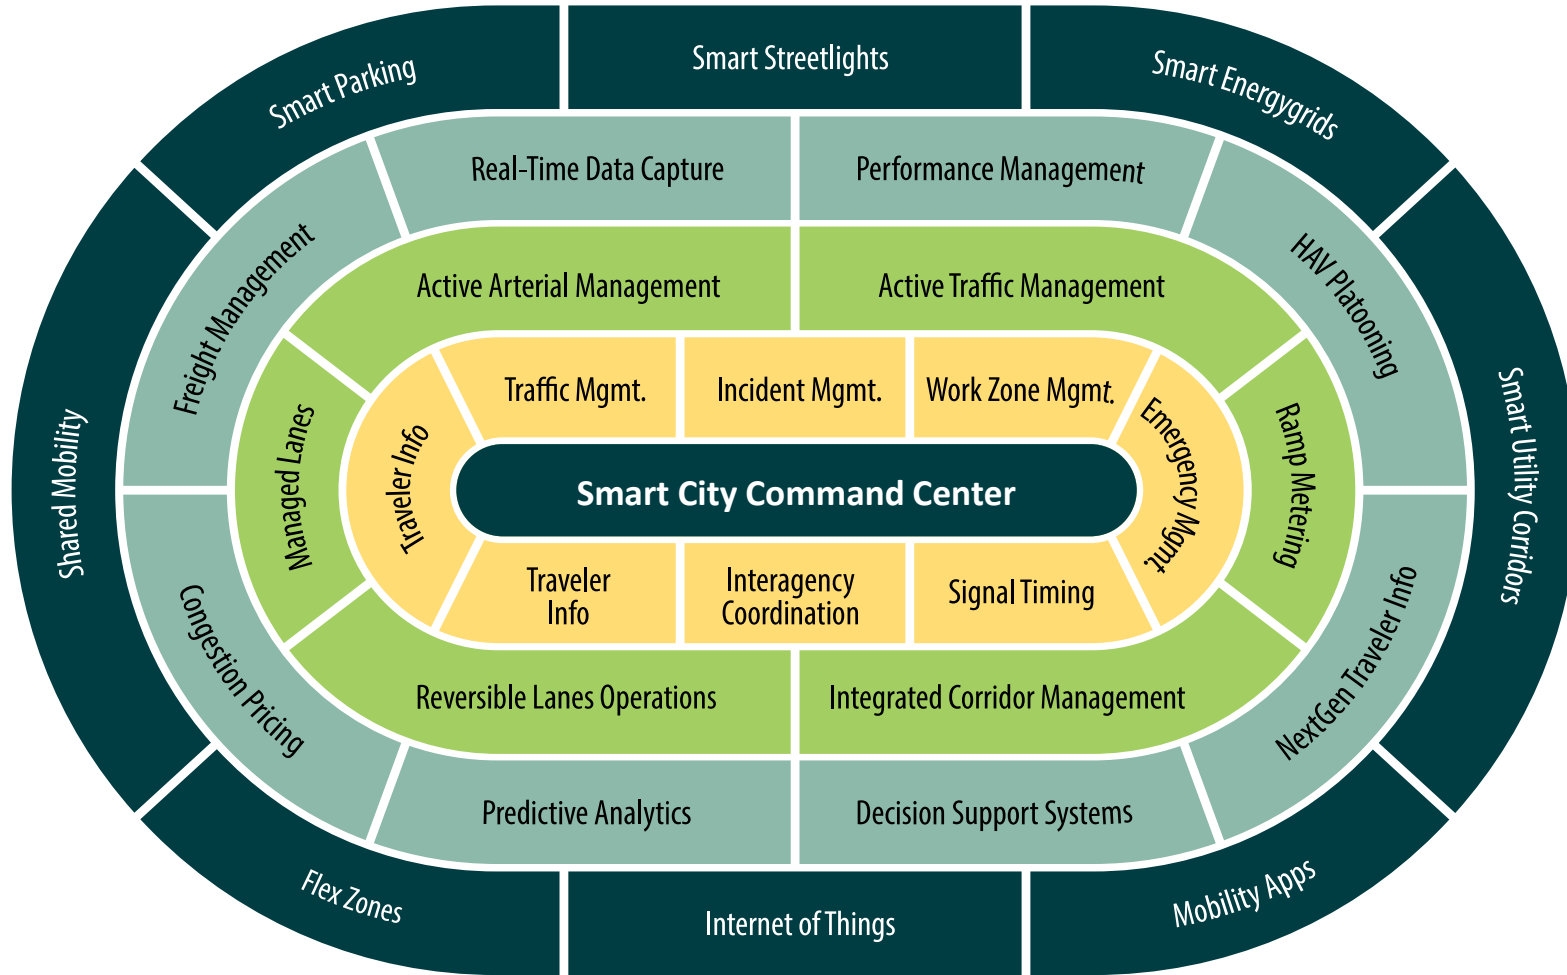 Smart Parking
Smart Streetlights
Smart Energygrids
Real-Time Data Capture
Performance Management
Freight Management
HAV Platooning
Active Arterial Management
Active Traffic Management
Traffic Mgmt.
Incident Mgmt.
Work Zone Mgmt.
Shared Mobility
Managed Lanes
Traveler Info
Smart City Command Center
Emergency Mgmt.
Ramp Metering
Smart Utility Corridors
Traveler
Info
Interagency
Coordination
Signal Timing
Congestion Pricing
Reversible Lanes Operations
Integrated Corridor Management
NextGen Traveler Info
Predictive Analytics
Decision Support Systems
Flex Zones
Internet of Things
Mobility Apps